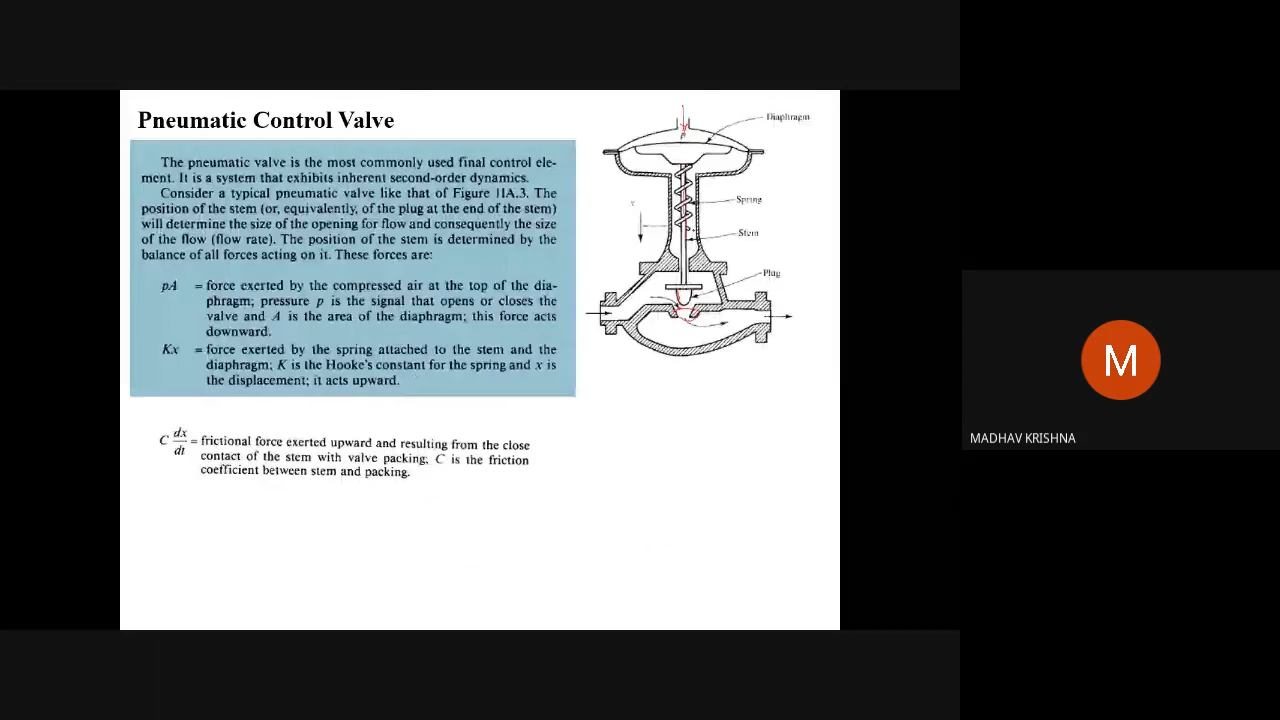 Pneumatic Control Valve
The pneumatic valve is the most commonly used final control ele-
ment. It is a system that exhibits inherent second-order dynamics.
Consider a typical pneumatic valve like that of Figure 11A.3. The
position of the stem (or, equivalently, of the plug at the end of the stem)
will determine the size of the opening for flow and consequently the size
of the flow (flow rate). The position of the stem is determined by the
balance of all forces acting on it. These forces are:
pA = force exerted by the compressed air at the top of the dia-
phragm; pressure p is the signal that opens or closes the
valve and A is the area of the diaphragm; this force acts
downward.
Kx = force exerted by the spring attached to the stem and the
diaphragm; K is the Hooke's constant for the spring and x is
the displacement; it acts upward.
C dx/dt = frictional force exerted upward and resulting from the close
contact of the stem with valve packing; C is the friction
coefficient between stem and packing.
Diaphragm
Spring
Stem
Plug
M
MADHAV KRISHNA